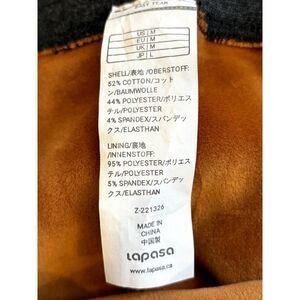 EASY TEAR
US | M
EU | M
UK | M
JP | L
SHELL/表地/OBERSTOFF:
52% COTTON/コット
ン/BAUMWOLLE
44% POLYESTER/ポリエス
テル/POLYESTER
4% SPANDEX/スパンデッ
クス/ELASTHAN
LINING/裏地
/INNENSTOFF:
95% POLYESTER/ポリエス
テル/POLYESTER
5% SPANDEX/スパンデッ
クス/ELASTHAN
Z-221326
MADE IN
CHINA
中国製
LAPASA
www.lapasa.ca